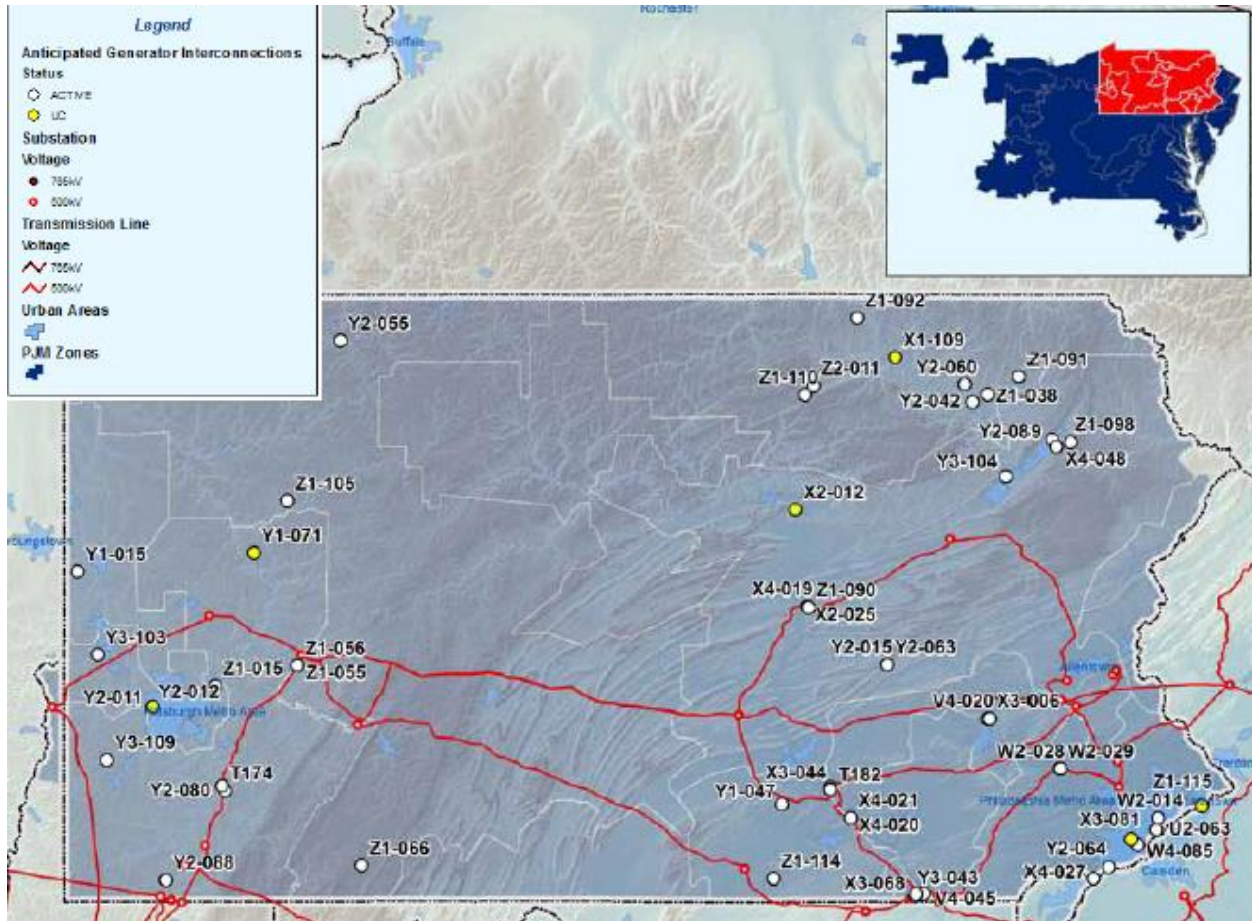 Legend
Anticipated Generator Interconnections
Status
ACTIVE
UC
Substation
Voltage
765kV
500kV
Transmission Line
Voltage
765kV
500kV
Urban Areas
PJM Zones
Rochester
Buffalo
Z1-092
Y2-055
X1-109
Z1-110
Z2-011
Y2-060
Z1-091
Y2-042
Z1-038
Y2-089
Z1-098
X4-048
Y3-104
Z1-105
X2-012
Y1-071
Y1-015
X4-019
Z1-090
X2-025
Y3-103
Z1-056
Z1-055
Z1-015
Y2-015
Y2-063
Allentown
Y2-011
Y2-012
Pittsburgh Metro Area
V4-020
X3-006
Y3-109
W2-028
W2-029
T174
Y2-080
X3-044
T182
Y1-047
X4-021
X4-020
Philadelphia Metro Area
Z1-115
W2-014
X3-081
U2-063
Y2-064
W4-085
Camden
X4-027
Y2-088
Z1-066
Z1-114
X3-068
Y3-043
V4-045